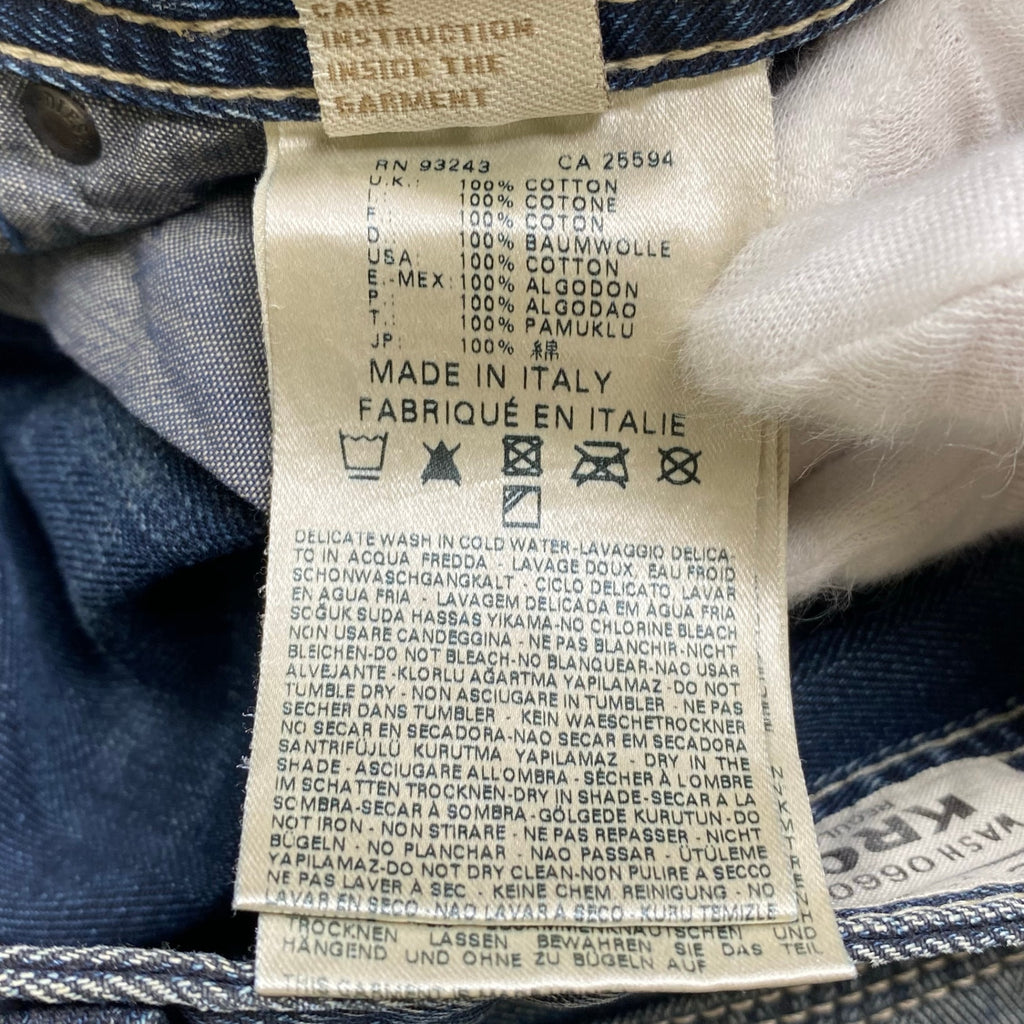 CARE
INSTRUCTION
INSIDE THE
GARMENT
RN 93243 CA 25594
U.K.: 100% COTTON
I.: 100% COTONE
F.: 100% COTON
D.: 100% BAUMWOLLE
USA: 100% COTTON
E.-MEX: 100% ALGODON
P.: 100% ALGODAO
T.: 100% PAMUKLU
JP: 100% 綿
MADE IN ITALY
FABRIQUÉ EN ITALIE
DELICATE WASH IN COLD WATER-LAVAGGIO DELICA-
TO IN ACQUA FREDDA - LAVAGE DOUX, EAU FROID
SCHONWASCHGANGKALT - CICLO DELICATO, LAVAR
EN AGUA FRIA - LAVAGEM DELICADA EM ÁGUA FRIA
SOĞUK SUDA HASSAS YIKAMA-NO CHLORINE BLEACH
NON USARE CANDEGGINA - NE PAS BLANCHIR-NICHT
BLEICHEN-DO NOT BLEACH-NO BLANQUEAR-NAO USAR
ALVEJANTE -KLORLU AĞARTMA YAPILAMAZ-DO NOT
TUMBLE DRY - NON ASCIUGARE IN TUMBLER - NE PAS
SECHER DANS TUMBLER - KEIN WAESCHETROCKNER
NO SECAR EN SECADORA-NAO SECAR EM SECADORA
SANTRIFÜJLÜ KURUTMA YAPILAMAZ - DRY IN THE
SHADE-ASCIUGARE ALL OMBRA - SÈCHER À L OMBRE
IM SCHATTEN TROCKNEN-DRY IN SHADE-SECAR A LA
SOMBRA-SECAR À SOMBRA-GÖLGEDE KURUTUN-DO
NOT IRON - NON STIRARE - NE PAS REPASSER - NICHT
BÜGELN - NO PLANCHAR - NAO PASSAR - ÜTÜLEME
YAPILAMAZ-DO NOT DRY CLEAN-NON PULIRE A SECCO
NE PAS LAVER À SEC - KEINE CHEM. REINIGUNG - NO
LAVAR EN SECO-NAO LAVAR A SECO-KURU TEMIZLE
TROCKNEN LASSEN BEWAHREN SIE DAS TEIL
HÄNGEND UND OHNE ZU BÜGELN AUF
THIS GARMENT IS
WASH 0660
KRO